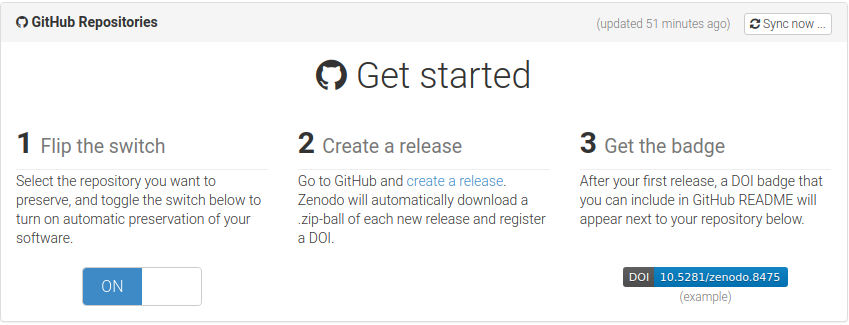 GitHub Repositories
(updated 51 minutes ago)
Sync now ...
Get started
1 Flip the switch
Select the repository you want to
preserve, and toggle the switch below to
turn on automatic preservation of your
software.
ON
2 Create a release
Go to GitHub and create a release.
Zenodo will automatically download a
.zip-ball of each new release and register
a DOI.
3 Get the badge
After your first release, a DOI badge that
you can include in GitHub README will
appear next to your repository below.
DOI 10.5281/zenodo.8475
(example)